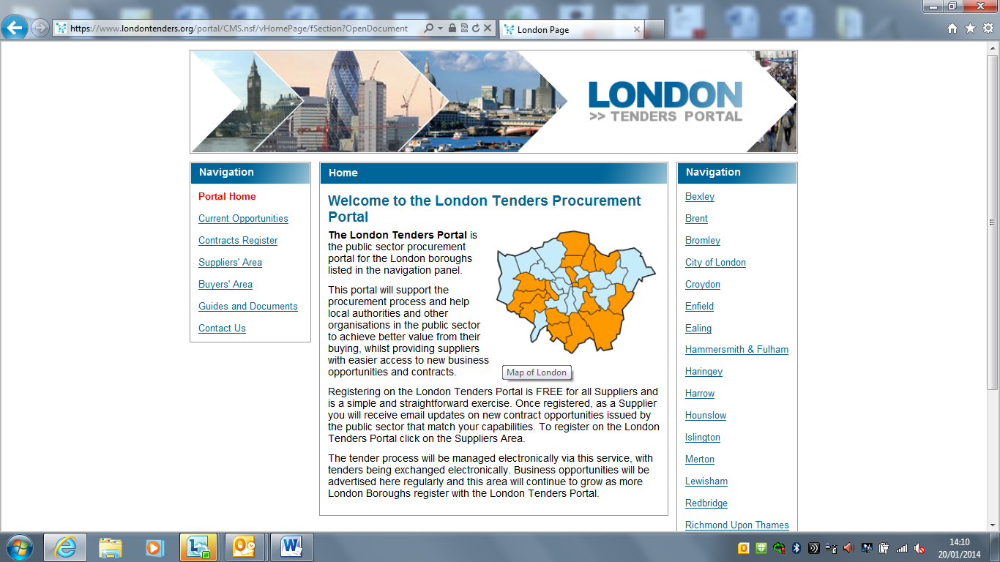 https://www.londontenders.org/portal/CMS.nsf/vHomePage/fSection?OpenDocument
London Page
LONDON
>> TENDERS PORTAL
Navigation
Portal Home
Current Opportunities
Contracts Register
Suppliers' Area
Buyers' Area
Guides and Documents
Contact Us
Home
Welcome to the London Tenders Procurement
Portal
The London Tenders Portal is
the public sector procurement
portal for the London boroughs
listed in the navigation panel.
This portal will support the
procurement process and help
local authorities and other
organisations in the public sector
to achieve better value from their
buying, whilst providing suppliers
with easier access to new business
opportunities and contracts.
Map of London
Registering on the London Tenders Portal is FREE for all Suppliers and
is a simple and straightforward exercise. Once registered, as a Supplier
you will receive email updates on new contract opportunities issued by
the public sector that match your capabilities. To register on the London
Tenders Portal click on the Suppliers Area.
The tender process will be managed electronically via this service, with
tenders being exchanged electronically. Business opportunities will be
advertised here regularly and this area will continue to grow as more
London Boroughs register with the London Tenders Portal.
Navigation
Bexley
Brent
Bromley
City of London
Croydon
Enfield
Ealing
Hammersmith & Fulham
Haringey
Harrow
Hounslow
Islington
Merton
Lewisham
Redbridge
Richmond Upon Thames
14:10
20/01/2014